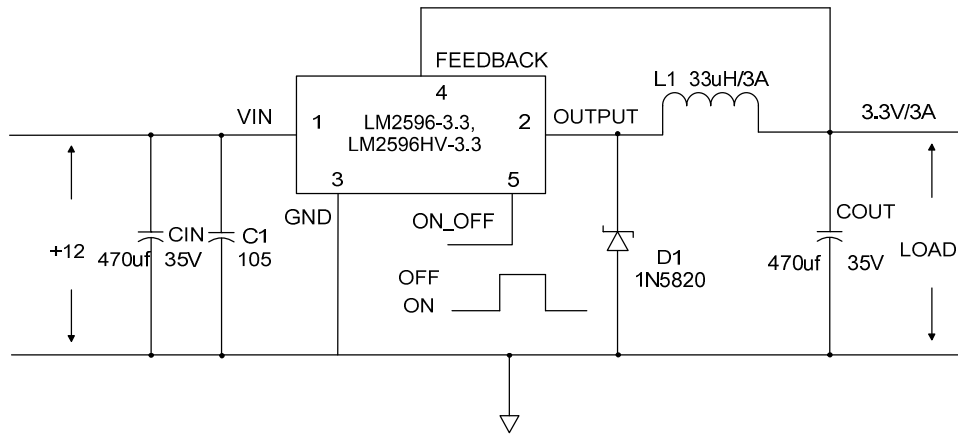 FEEDBACK
L1 33uH/3A
4
VIN
1
LM2596-3.3,
LM2596HV-3.3
2
OUTPUT
3.3V/3A
3
5
GND
ON_OFF
+12
CIN
470uf 35V
C1
105
OFF
ON
D1
1N5820
COUT
470uf 35V
LOAD